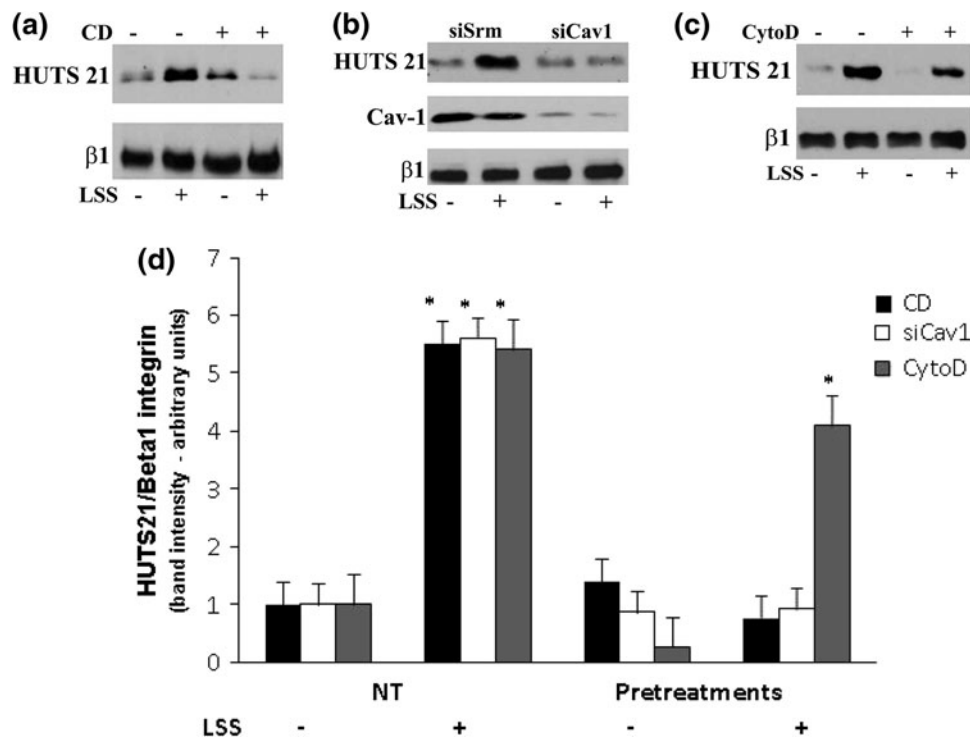 (a)
CD - - + +
HUTS 21
β1
LSS - + - +
(b)
siSrm siCav1
HUTS 21
Cav-1
β1
LSS - + - +
(c)
CytoD - - + +
HUTS 21
β1
LSS - + - +
(d)
HUTS21/Beta1 integrin
(band intensity - arbitrary units)
7
6
5
4
3
2
1
0
* * *
*
CD
siCav1
CytoD
NT Pretreatments
LSS - + - +